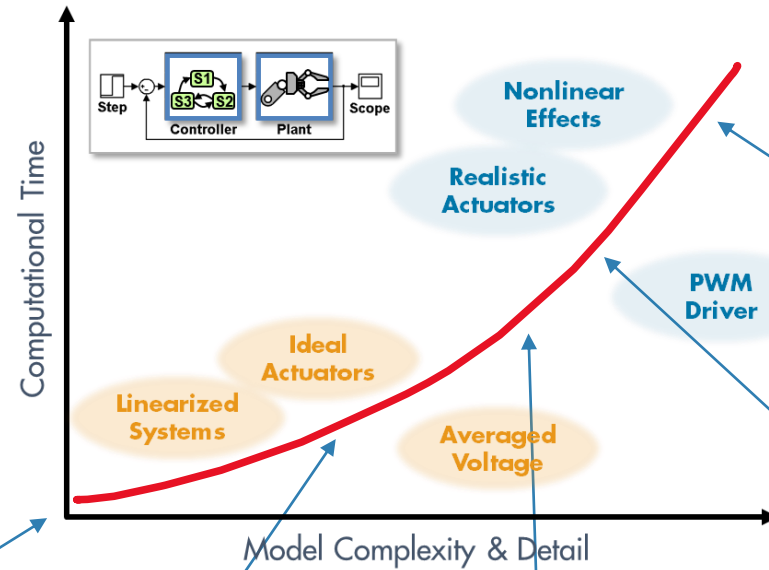 Computational Time
Step
S1
S3
S2
Controller
Plant
Scope
Nonlinear
Effects
Realistic
Actuators
PWM
Driver
Ideal
Actuators
Linearized
Systems
Averaged
Voltage
Model Complexity & Detail